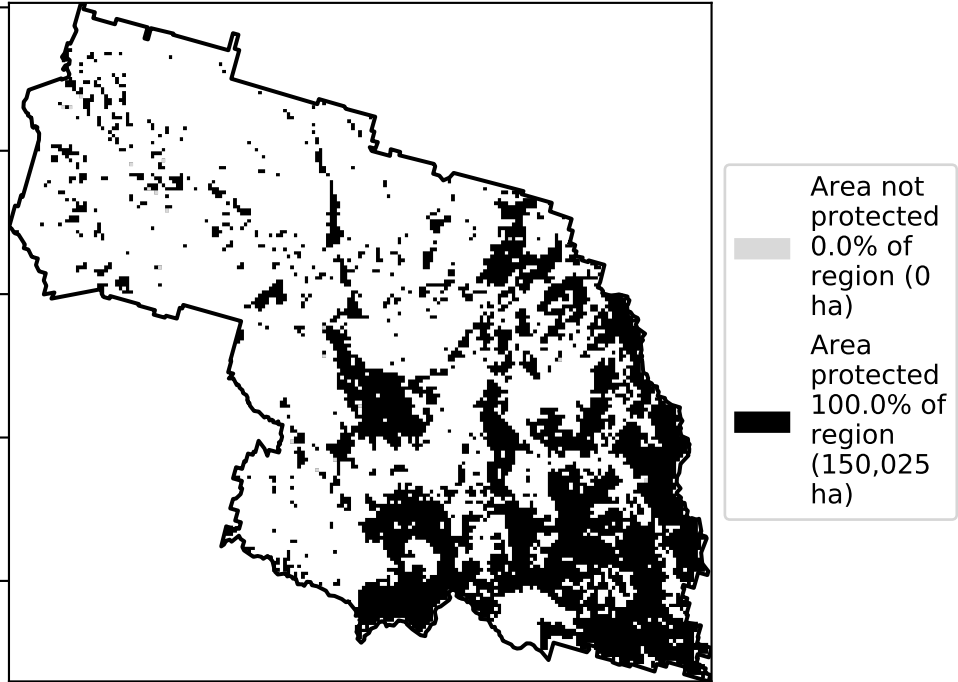 Area not
protected
0.0% of
region (0
ha)
Area
protected
100.0% of
region
(150,025
ha)